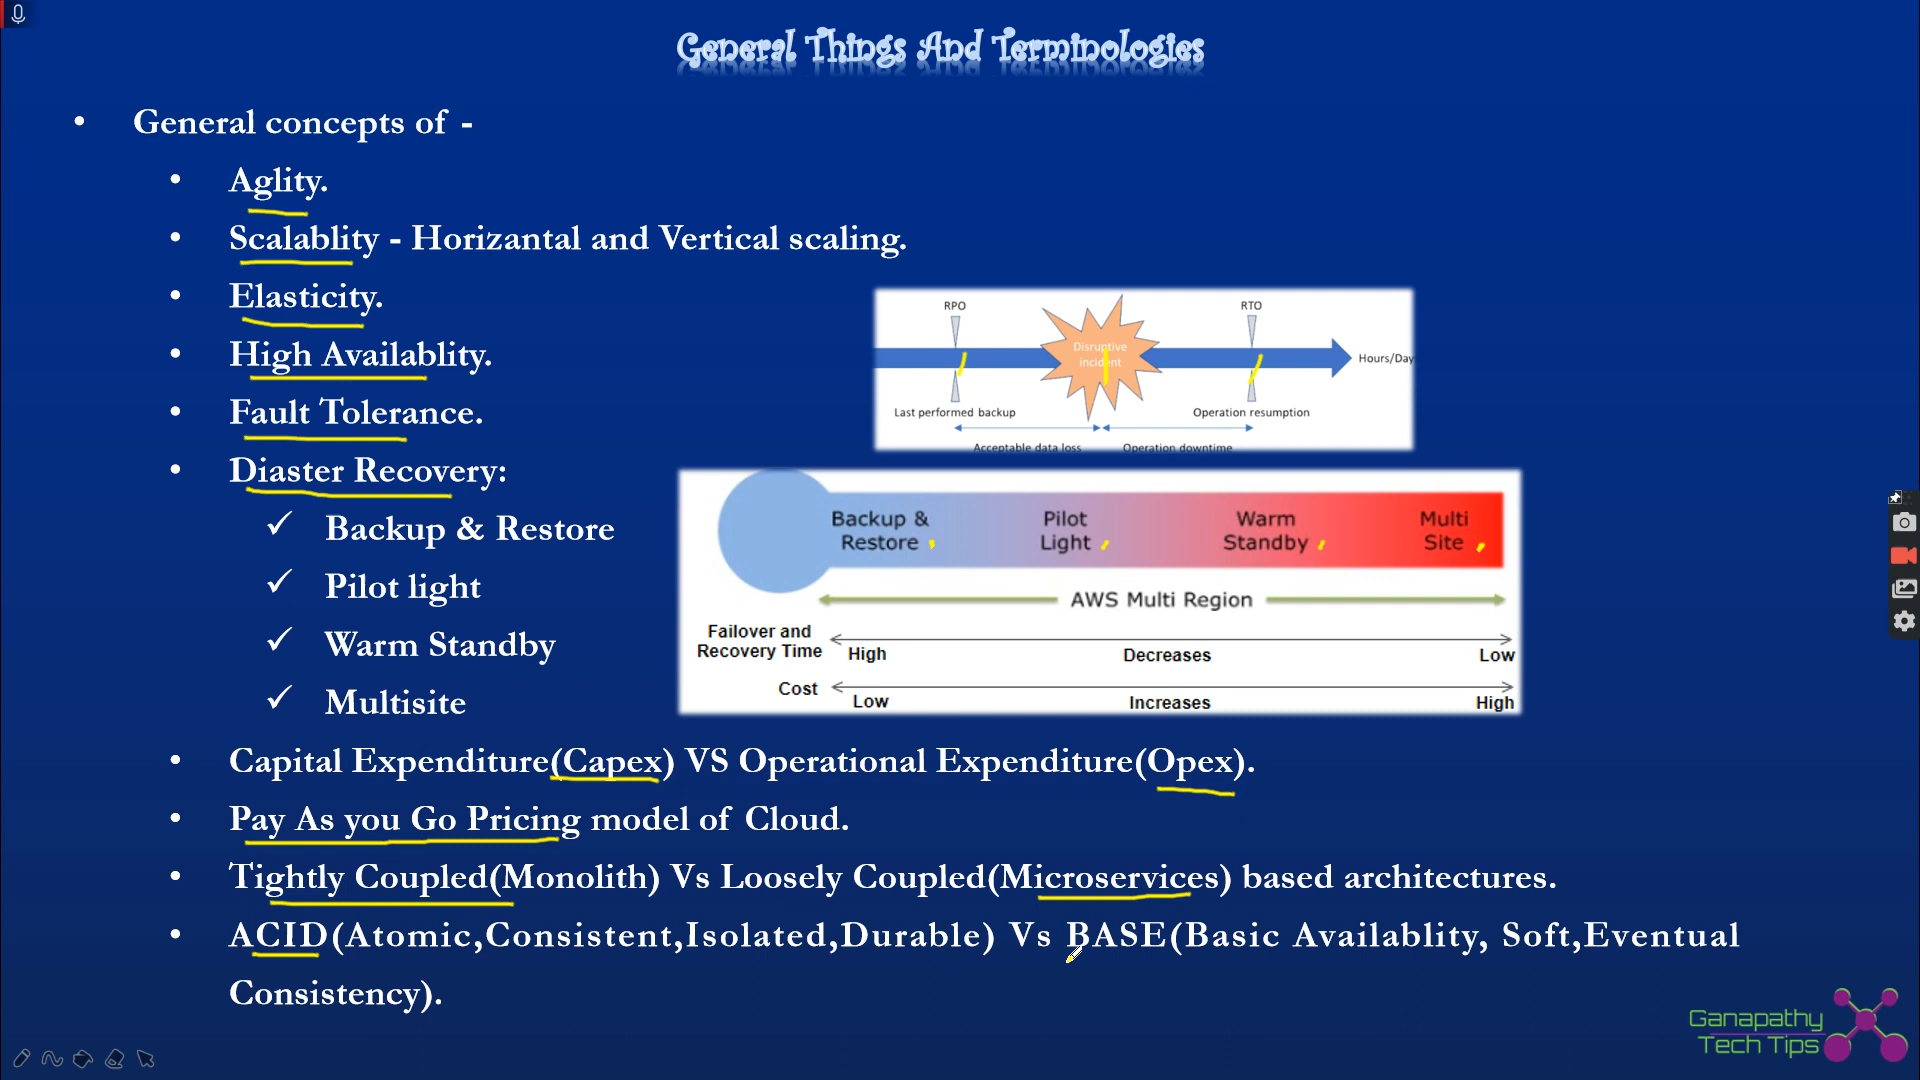 General Things And Terminologies
• General concepts of -
• Aglity.
• Scalablity - Horizantal and Vertical scaling.
• Elasticity.
• High Availablity.
• Fault Tolerance.
• Diaster Recovery:
✓ Backup & Restore
✓ Pilot light
✓ Warm Standby
✓ Multisite
RPO
RTO
Disruptive
incident
Hours/Day
Last performed backup
Operation resumption
Acceptable data loss
Operation downtime
Backup & Restore
Pilot Light
Warm Standby
Multi Site
AWS Multi Region
Failover and
Recovery Time
High
Decreases
Low
Cost
Low
Increases
High
• Capital Expenditure(Capex) VS Operational Expenditure(Opex).
• Pay As you Go Pricing model of Cloud.
• Tightly Coupled(Monolith) Vs Loosely Coupled(Microservices) based architectures.
• ACID(Atomic,Consistent,Isolated,Durable) Vs BASE(Basic Availablity, Soft,Eventual
Consistency).
Ganapathy
Tech Tips